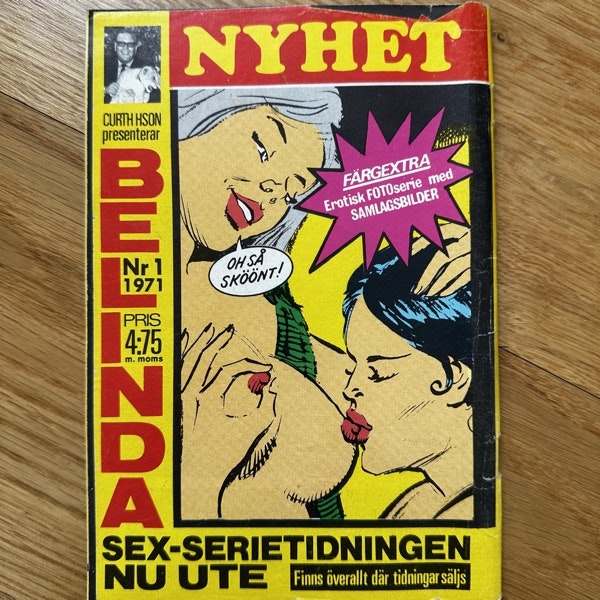 NYHET
CURTH HSON
presenterar
BELINDA
Nr 1
1971
PRIS
4:75
m. moms
FÄRGEXTRA
Erotisk FOTOserie med
SAMLAGSBILDER
OH SÅ
SKÖÖNT!
SEX-SERIETIDNINGEN
NU UTE
Finns överallt där tidningar säljs